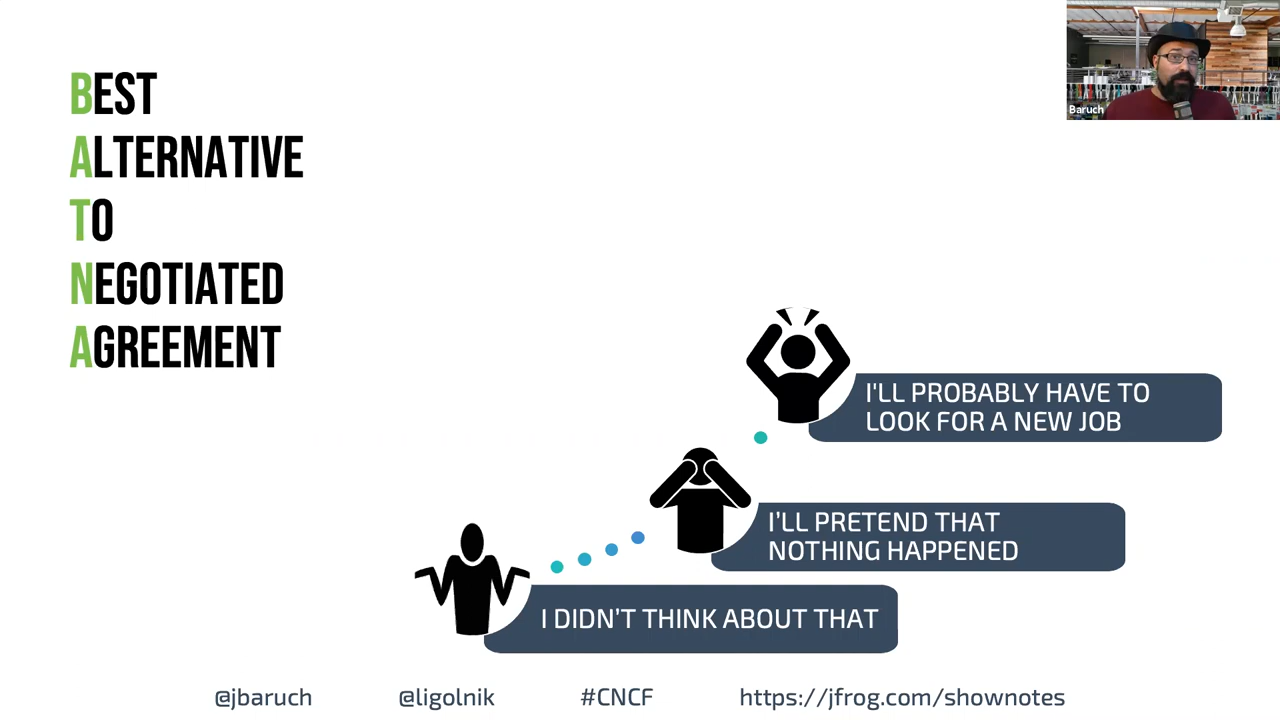 BEST
ALTERNATIVE
TO
NEGOTIATED
AGREEMENT
Baruch
I'LL PROBABLY HAVE TO
LOOK FOR A NEW JOB
I'LL PRETEND THAT
NOTHING HAPPENED
I DIDN'T THINK ABOUT THAT
@jbaruch @ligolnik #CNCF https://jfrog.com/shownotes